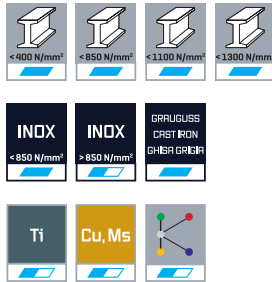 <400 N/mm² <850 N/mm² <1100 N/mm² <1300 N/mm²
INOX INOX GRAUGUSS
CAST IRON
GHISA GRIGIA
<850 N/mm² >850 N/mm²
Ti Cu, Ms